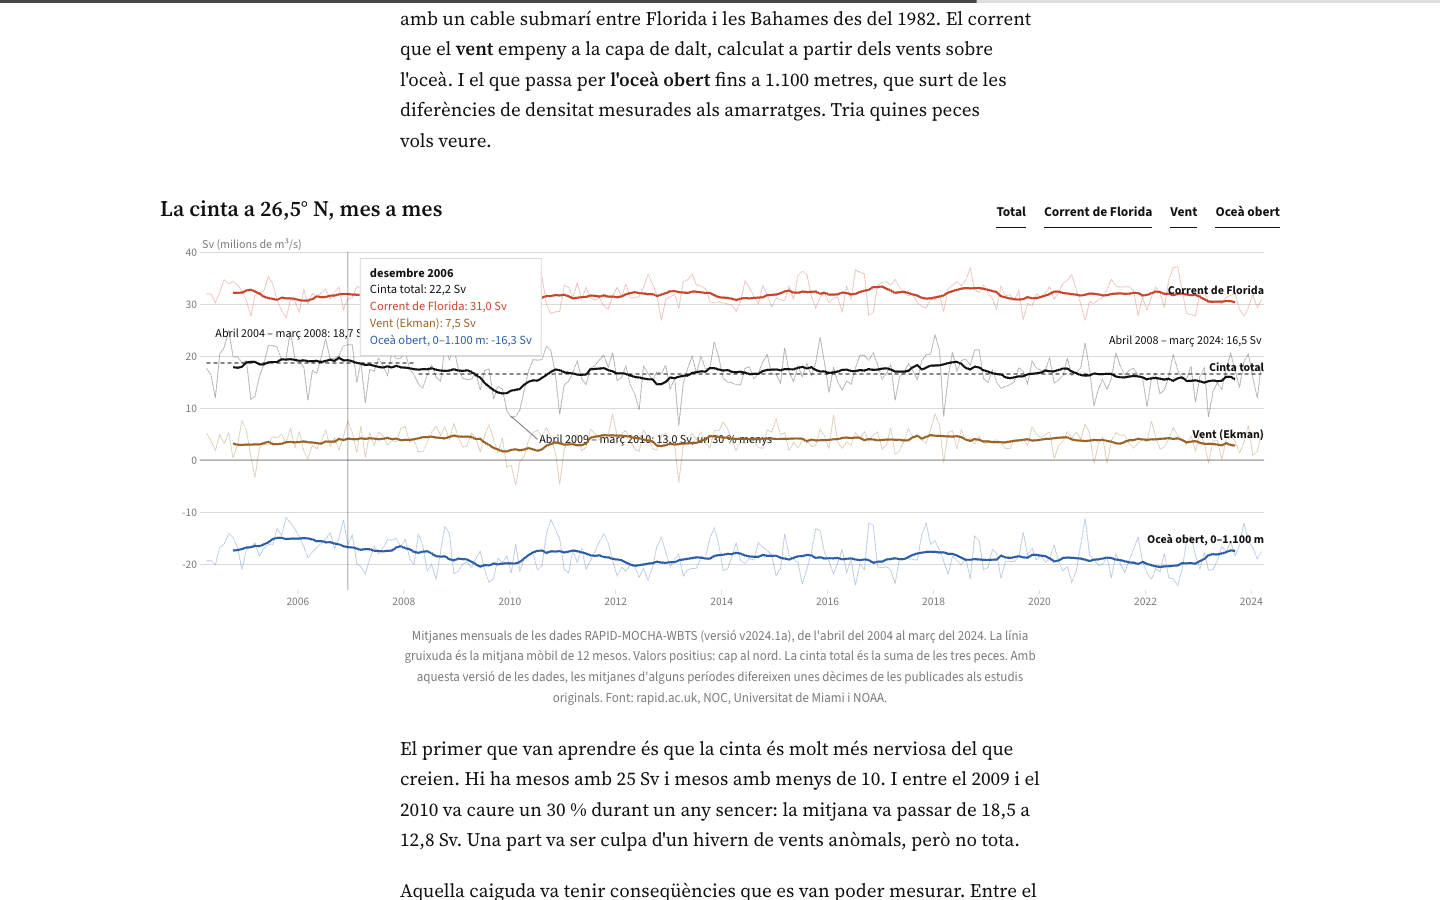 amb un cable submarí entre Florida i les Bahames des del 1982. El corrent
que el vent empeny a la capa de dalt, calculat a partir dels vents sobre
l'oceà. I el que passa per l'oceà obert fins a 1.100 metres, que surt de les
diferències de densitat mesurades als amarratges. Tria quines peces
vols veure.
La cinta a 26,5° N, mes a mes
Total Corrent de Florida Vent Oceà obert
Sv (milions de m³/s)
40
30
20
10
0
-10
-20
desembre 2006
Cinta total: 22,2 Sv
Corrent de Florida: 31,0 Sv
Vent (Ekman): 7,5 Sv
Oceà obert, 0–1.100 m: -16,3 Sv
Corrent de Florida
Abril 2004 – març 2008: 18,7 S
Abril 2008 – març 2024: 16,5 Sv
Cinta total
Abril 2009 – març 2010: 13,0 Sv, un 30 % menys
Vent (Ekman)
Oceà obert, 0–1.100 m
2006 2008 2010 2012 2014 2016 2018 2020 2022 2024
Mitjanes mensuals de les dades RAPID-MOCHA-WBTS (versió v2024.1a), de l'abril del 2004 al març del 2024. La línia
gruixuda és la mitjana mòbil de 12 mesos. Valors positius: cap al nord. La cinta total és la suma de les tres peces. Amb
aquesta versió de les dades, les mitjanes d'alguns períodes difereixen unes dècimes de les publicades als estudis
originals. Font: rapid.ac.uk, NOC, Universitat de Miami i NOAA.
El primer que van aprendre és que la cinta és molt més nerviosa del que
creien. Hi ha mesos amb 25 Sv i mesos amb menys de 10. I entre el 2009 i el
2010 va caure un 30 % durant un any sencer: la mitjana va passar de 18,5 a
12,8 Sv. Una part va ser culpa d'un hivern de vents anòmals, però no tota.
Aquella caiguda va tenir conseqüències que es van poder mesurar. Entre el